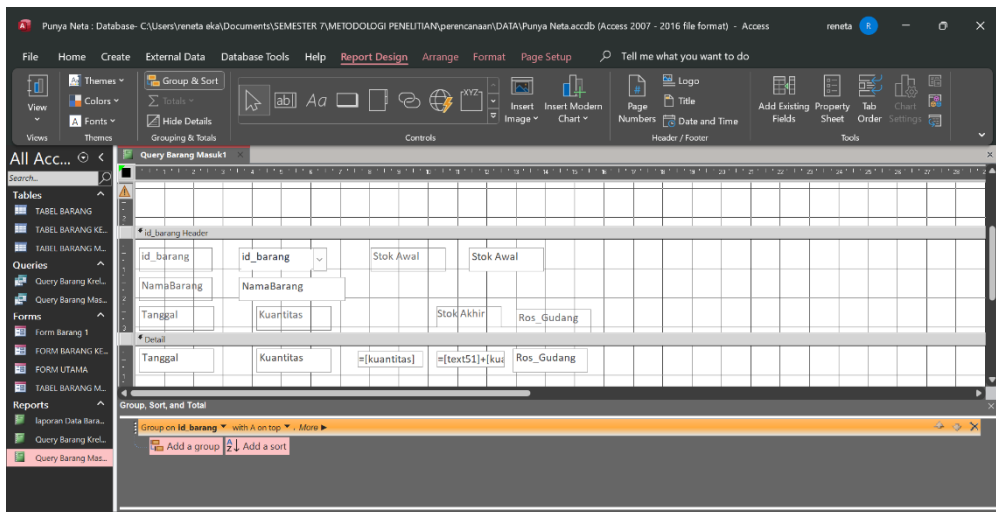 Punya Neta : Database- C:\Users\reneta eka\Documents\SEMESTER 7\METODOLOGI PENELITIAN\perencanaan\DATA\Punya Neta.accdb (Access 2007 - 2016 file format) - Access reneta R
File Home Create External Data Database Tools Help Report Design Arrange Format Page Setup Tell me what you want to do
View
Views
Themes
Colors
Fonts
Themes
Group & Sort
Totals
Hide Details
Grouping & Totals
ab Aa XYZ
Controls
Insert Image
Insert Modern Chart
Page Numbers
Logo
Title
Date and Time
Header / Footer
Add Existing Fields
Property Sheet
Tab Order
Chart Settings
Tools
All Acc...
Search...
Tables
TABEL BARANG
TABEL BARANG KE...
TABEL BARANG M...
Queries
Query Barang Krel...
Query Barang Mas...
Forms
Form Barang 1
FORM BARANG KE...
FORM UTAMA
TABEL BARANG M...
Reports
laporan Data Bara...
Query Barang Krel...
Query Barang Mas...
Query Barang Masuk1
id_barang Header
id_barang id_barang Stok Awal Stok Awal
NamaBarang NamaBarang
Tanggal Kuantitas Stok Akhir Ros_Gudang
Detail
Tanggal Kuantitas =[kuantitas] =[text51]+[kua Ros_Gudang
Group, Sort, and Total
Group on id_barang with A on top , More
Add a group Add a sort